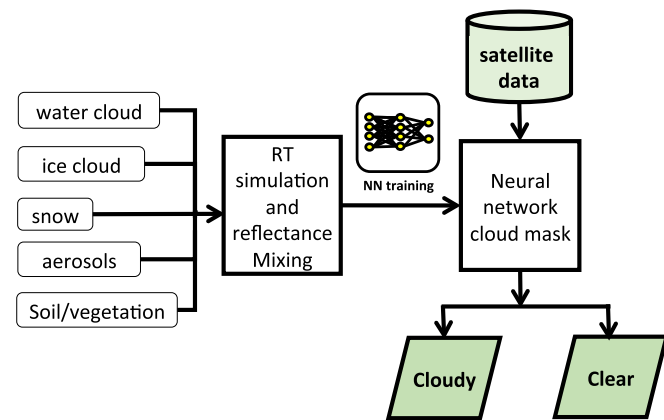 satellite
data
water cloud
ice cloud
snow
aerosols
Soil/vegetation
RT
simulation
and
reflectance
Mixing
NN training
Neural
network
cloud mask
Cloudy
Clear